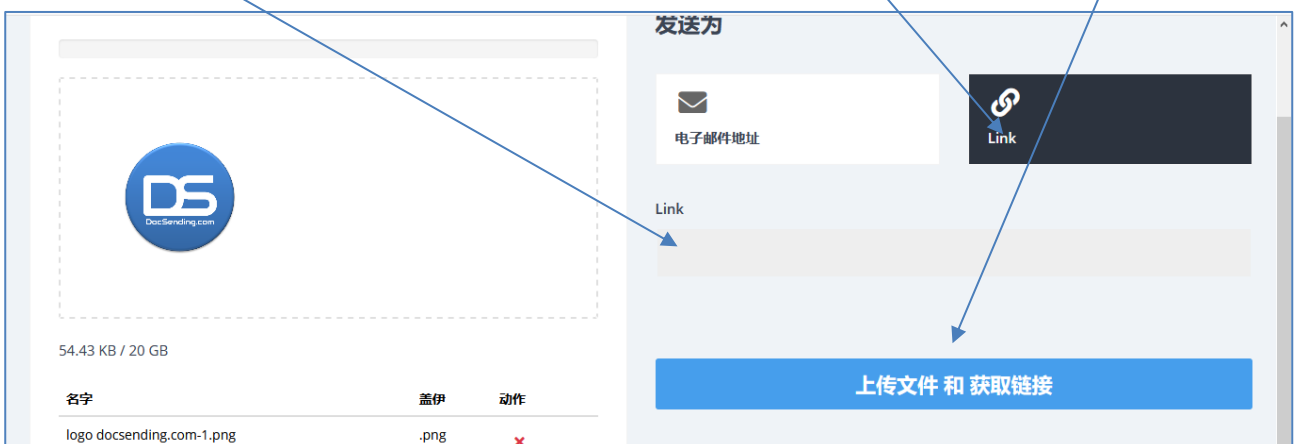 发送为
电子邮件地址
Link
DS
DocSending.com
Link
54.43 KB / 20 GB
上传文件 和 获取链接
名字 盖伊 动作
logo docsending.com-1.png .png